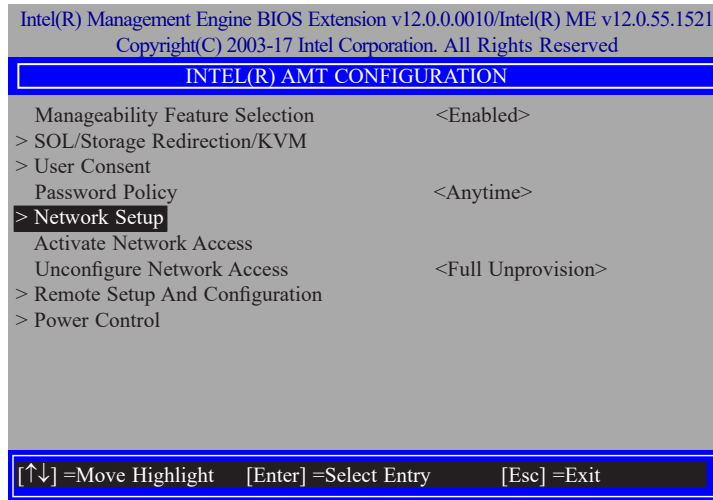 Intel(R) Management Engine BIOS Extension v12.0.0.0010/Intel(R) ME v12.0.55.1521
Copyright(C) 2003-17 Intel Corporation. All Rights Reserved
INTEL(R) AMT CONFIGURATION
Manageability Feature Selection <Enabled>
> SOL/Storage Redirection/KVM
> User Consent
Password Policy <Anytime>
> Network Setup
Activate Network Access
Unconfigure Network Access <Full Unprovision>
> Remote Setup And Configuration
> Power Control
[↑↓] =Move Highlight [Enter] =Select Entry [Esc] =Exit